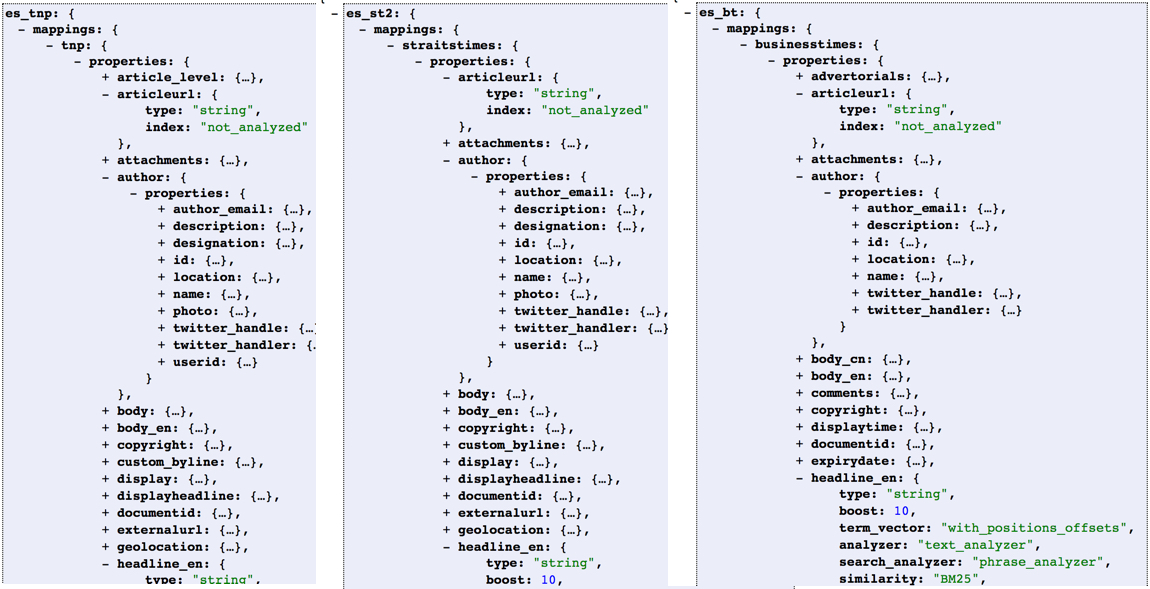 es_tnp: {
- mappings: {
- tnp: {
- properties: {
+ article_level: {…},
- articleurl: {
type: "string",
index: "not_analyzed"
},
+ attachments: {…},
- author: {
- properties: {
+ author_email: {…},
+ description: {…},
+ designation: {…},
+ id: {…},
+ location: {…},
+ name: {…},
+ photo: {…},
+ twitter_handle: {…
+ twitter_handler: {
+ userid: {…}
}
},
+ body: {…},
+ body_en: {…},
+ copyright: {…},
+ custom_byline: {…},
+ display: {…},
+ displayheadline: {…},
+ documentid: {…},
+ externalurl: {…},
+ geolocation: {…},
- headline_en: {
type: "string",
- es_st2: {
- mappings: {
- straitstimes: {
- properties: {
- articleurl: {
type: "string",
index: "not_analyzed"
},
+ attachments: {…},
- author: {
- properties: {
+ author_email: {…},
+ description: {…},
+ designation: {…},
+ id: {…},
+ location: {…},
+ name: {…},
+ photo: {…},
+ twitter_handle: {…},
+ twitter_handler: {…}
+ userid: {…}
}
},
+ body: {…},
+ body_en: {…},
+ copyright: {…},
+ custom_byline: {…},
+ display: {…},
+ displayheadline: {…},
+ documentid: {…},
+ externalurl: {…},
+ geolocation: {…},
- headline_en: {
type: "string",
boost: 10,
- es_bt: {
- mappings: {
- businesstimes: {
- properties: {
+ advertorials: {…},
- articleurl: {
type: "string",
index: "not_analyzed"
},
+ attachments: {…},
- author: {
- properties: {
+ author_email: {…},
+ description: {…},
+ id: {…},
+ location: {…},
+ name: {…},
+ twitter_handle: {…},
+ twitter_handler: {…}
}
},
+ body_cn: {…},
+ body_en: {…},
+ comments: {…},
+ copyright: {…},
+ displaytime: {…},
+ documentid: {…},
+ expirydate: {…},
- headline_en: {
type: "string",
boost: 10,
term_vector: "with_positions_offsets",
analyzer: "text_analyzer",
search_analyzer: "phrase_analyzer",
similarity: "BM25",